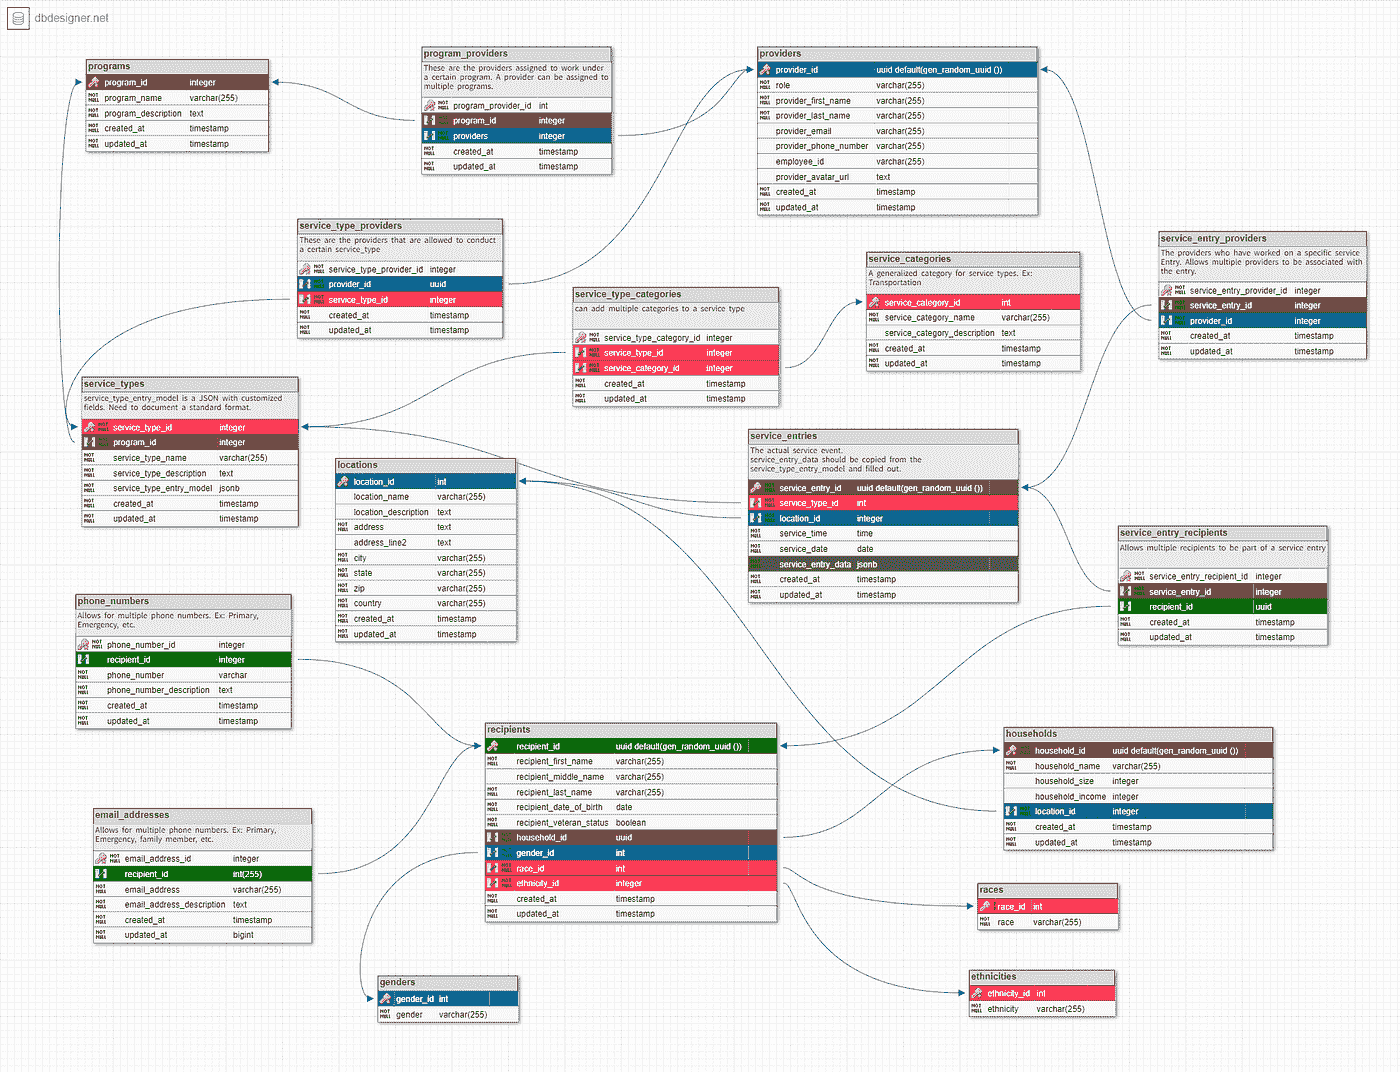 dbdesigner.net
programs
program_id integer
NOT NULL program_name varchar(255)
NOT NULL program_description text
NOT NULL created_at timestamp
NOT NULL updated_at timestamp
program_providers
These are the providers assigned to work under
a certain program. A provider can be assigned to
multiple programs.
NOT NULL program_provider_id int
program_id integer
providers integer
NOT NULL created_at timestamp
NOT NULL updated_at timestamp
providers
provider_id uuid default(gen_random_uuid ())
NOT NULL role varchar(255)
NOT NULL provider_first_name varchar(255)
NOT NULL provider_last_name varchar(255)
provider_email varchar(255)
NOT NULL provider_phone_number varchar(255)
employee_id varchar(255)
provider_avatar_url text
NOT NULL created_at timestamp
NOT NULL updated_at timestamp
service_type_providers
These are the providers that are allowed to conduct
a certain service_type
NOT NULL service_type_provider_id integer
provider_id uuid
service_type_id integer
NOT NULL created_at timestamp
NOT NULL updated_at timestamp
service_entry_providers
The providers who have worked on a specific service
Entry. Allows multiple providers to be associated with
the entry.
NOT NULL service_entry_provider_id integer
service_entry_id integer
provider_id integer
NOT NULL created_at timestamp
NOT NULL updated_at timestamp
service_categories
A generalized category for service types. Ex:
Transportation
service_category_id int
NOT NULL service_category_name varchar(255)
service_category_description text
NOT NULL created_at timestamp
NOT NULL updated_at timestamp
service_type_categories
can add multiple categories to a service type
NOT NULL service_type_category_id integer
service_type_id integer
service_category_id integer
NOT NULL created_at timestamp
NOT NULL updated_at timestamp
service_types
service_type_entry_model is a JSON with customized
fields. Need to document a standard format.
service_type_id integer
program_id integer
NOT NULL service_type_name varchar(255)
NOT NULL service_type_description text
NOT NULL service_type_entry_model jsonb
NOT NULL created_at timestamp
NOT NULL updated_at timestamp
locations
location_id int
location_name varchar(255)
location_description text
NOT NULL address text
address_line2 text
NOT NULL city varchar(255)
NOT NULL state varchar(255)
NOT NULL zip varchar(255)
NOT NULL country varchar(255)
NOT NULL created_at timestamp
NOT NULL updated_at timestamp
service_entries
The actual service event.
service_entry_data should be copied from the
service_type_entry_model and filled out.
service_entry_id uuid default(gen_random_uuid ())
service_type_id int
location_id integer
NOT NULL service_time time
NOT NULL service_date date
NOT NULL service_entry_data jsonb
NOT NULL created_at timestamp
NOT NULL updated_at timestamp
service_entry_recipients
Allows multiple recipients to be part of a service entry
NOT NULL service_entry_recipient_id integer
service_entry_id integer
recipient_id uuid
NOT NULL created_at timestamp
NOT NULL updated_at timestamp
phone_numbers
Allows for multiple phone numbers. Ex: Primary,
Emergency, etc.
NOT NULL phone_number_id integer
recipient_id integer
NOT NULL phone_number varchar
NOT NULL phone_number_description text
NOT NULL created_at timestamp
NOT NULL updated_at timestamp
recipients
recipient_id uuid default(gen_random_uuid ())
NOT NULL recipient_first_name varchar(255)
NOT NULL recipient_middle_name varchar(255)
NOT NULL recipient_last_name varchar(255)
NOT NULL recipient_date_of_birth date
NOT NULL recipient_veteran_status boolean
household_id uuid
gender_id int
race_id int
ethnicity_id integer
NOT NULL created_at timestamp
NOT NULL updated_at timestamp
households
household_id uuid default(gen_random_uuid ())
NOT NULL household_name varchar(255)
household_size integer
household_income integer
location_id integer
NOT NULL created_at timestamp
NOT NULL updated_at timestamp
email_addresses
Allows for multiple phone numbers. Ex: Primary,
Emergency, family member, etc.
NOT NULL email_address_id integer
recipient_id int(255)
NOT NULL email_address varchar(255)
NOT NULL email_address_description text
NOT NULL created_at timestamp
NOT NULL updated_at bigint
races
race_id int
NOT NULL race varchar(255)
genders
gender_id int
NOT NULL gender varchar(255)
ethnicities
ethnicity_id int
NOT NULL ethnicity varchar(255)